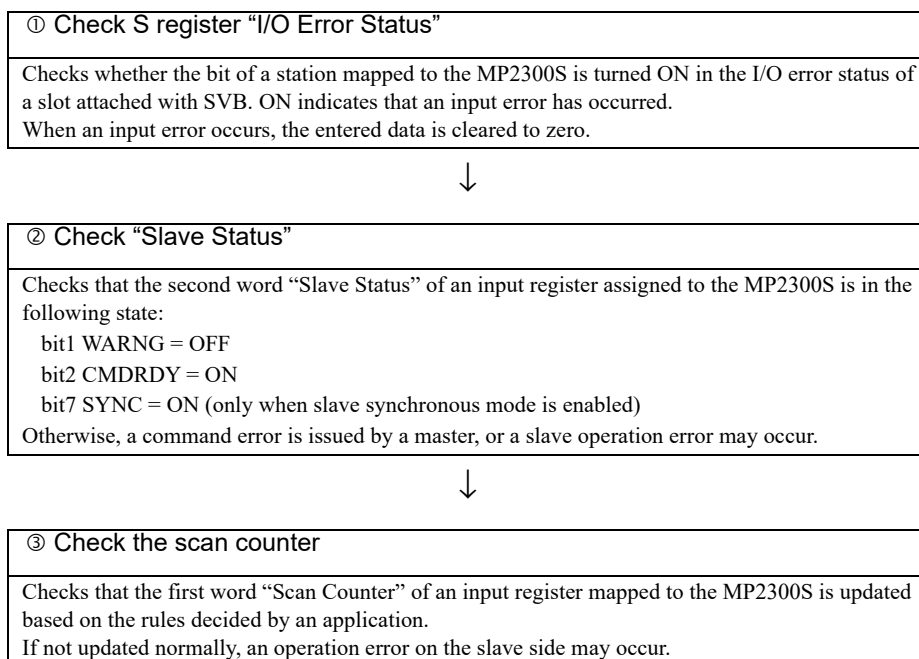 ① Check S register “I/O Error Status”
Checks whether the bit of a station mapped to the MP2300S is turned ON in the I/O error status of
a slot attached with SVB. ON indicates that an input error has occurred.
When an input error occurs, the entered data is cleared to zero.
↓
② Check “Slave Status”
Checks that the second word “Slave Status” of an input register assigned to the MP2300S is in the
following state:
bit1 WARNG = OFF
bit2 CMDRDY = ON
bit7 SYNC = ON (only when slave synchronous mode is enabled)
Otherwise, a command error is issued by a master, or a slave operation error may occur.
↓
③ Check the scan counter
Checks that the first word “Scan Counter” of an input register mapped to the MP2300S is updated
based on the rules decided by an application.
If not updated normally, an operation error on the slave side may occur.